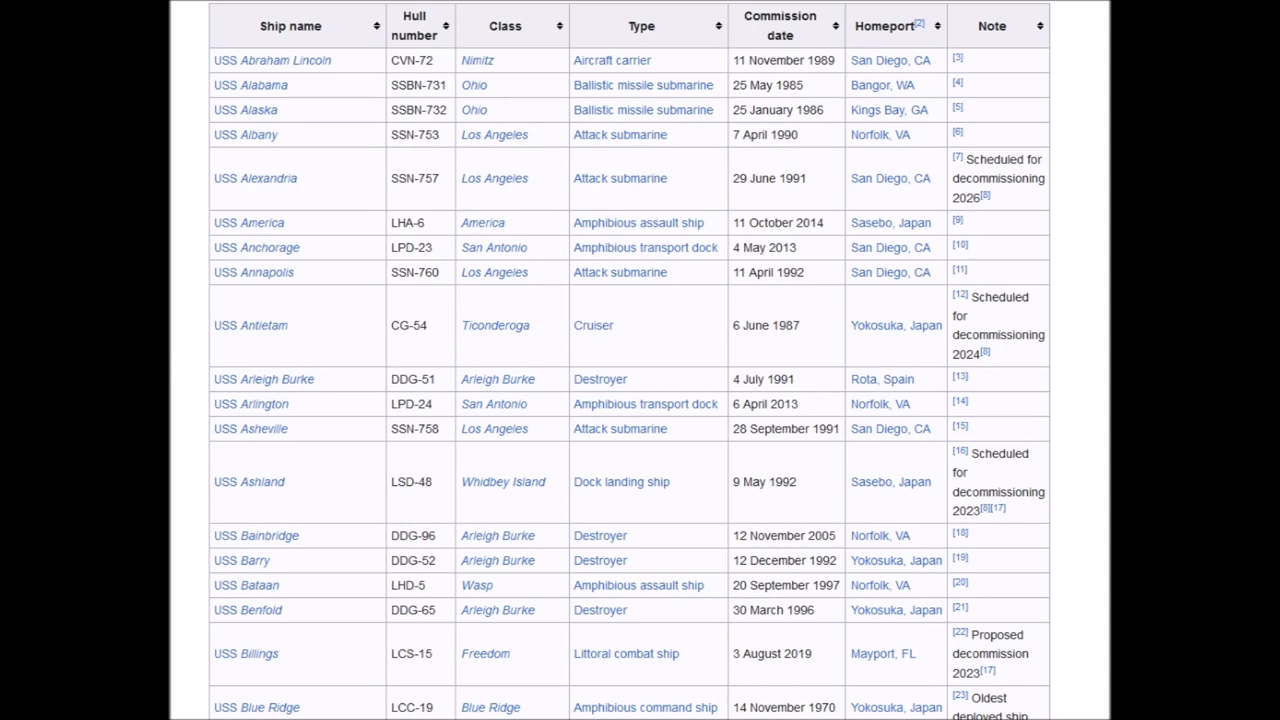 Ship name Hull number Class Type Commission date Homeport[2] Note
USS Abraham Lincoln CVN-72 Nimitz Aircraft carrier 11 November 1989 San Diego, CA [3]
USS Alabama SSBN-731 Ohio Ballistic missile submarine 25 May 1985 Bangor, WA [4]
USS Alaska SSBN-732 Ohio Ballistic missile submarine 25 January 1986 Kings Bay, GA [5]
USS Albany SSN-753 Los Angeles Attack submarine 7 April 1990 Norfolk, VA [6]
USS Alexandria SSN-757 Los Angeles Attack submarine 29 June 1991 San Diego, CA [7] Scheduled for decommissioning 2026[8]
USS America LHA-6 America Amphibious assault ship 11 October 2014 Sasebo, Japan [9]
USS Anchorage LPD-23 San Antonio Amphibious transport dock 4 May 2013 San Diego, CA [10]
USS Annapolis SSN-760 Los Angeles Attack submarine 11 April 1992 San Diego, CA [11]
USS Antietam CG-54 Ticonderoga Cruiser 6 June 1987 Yokosuka, Japan [12] Scheduled for decommissioning 2024[8]
USS Arleigh Burke DDG-51 Arleigh Burke Destroyer 4 July 1991 Rota, Spain [13]
USS Arlington LPD-24 San Antonio Amphibious transport dock 6 April 2013 Norfolk, VA [14]
USS Asheville SSN-758 Los Angeles Attack submarine 28 September 1991 San Diego, CA [15]
USS Ashland LSD-48 Whidbey Island Dock landing ship 9 May 1992 Sasebo, Japan [16] Scheduled for decommissioning 2023[8][17]
USS Bainbridge DDG-96 Arleigh Burke Destroyer 12 November 2005 Norfolk, VA [18]
USS Barry DDG-52 Arleigh Burke Destroyer 12 December 1992 Yokosuka, Japan [19]
USS Bataan LHD-5 Wasp Amphibious assault ship 20 September 1997 Norfolk, VA [20]
USS Benfold DDG-65 Arleigh Burke Destroyer 30 March 1996 Yokosuka, Japan [21]
USS Billings LCS-15 Freedom Littoral combat ship 3 August 2019 Mayport, FL [22] Proposed decommission 2023[17]
USS Blue Ridge LCC-19 Blue Ridge Amphibious command ship 14 November 1970 Yokosuka, Japan [23] Oldest deployed ship